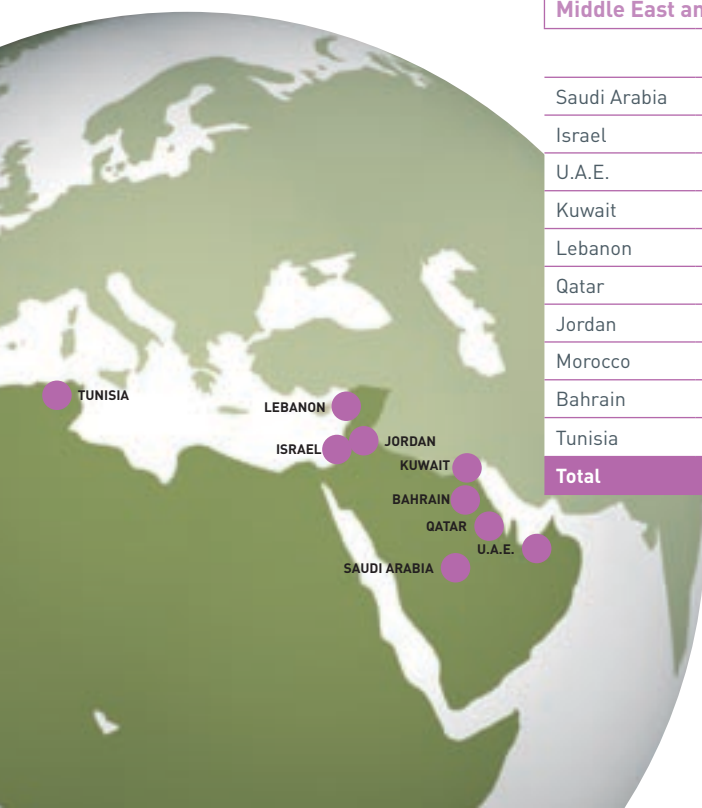 Middle East an
Saudi Arabia
Israel
U.A.E.
Kuwait
Lebanon
Qatar
Jordan
Morocco
Bahrain
Tunisia
Total
TUNISIA
LEBANON
ISRAEL
JORDAN
KUWAIT
BAHRAIN
QATAR
U.A.E.
SAUDI ARABIA